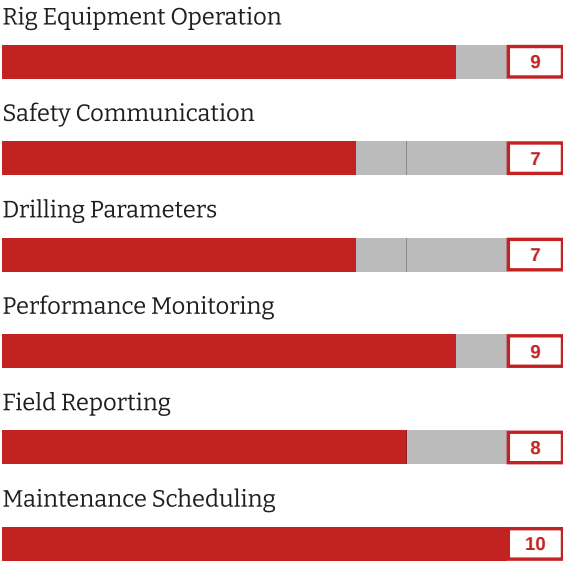 Rig Equipment Operation
9
Safety Communication
7
Drilling Parameters
7
Performance Monitoring
9
Field Reporting
8
Maintenance Scheduling
10